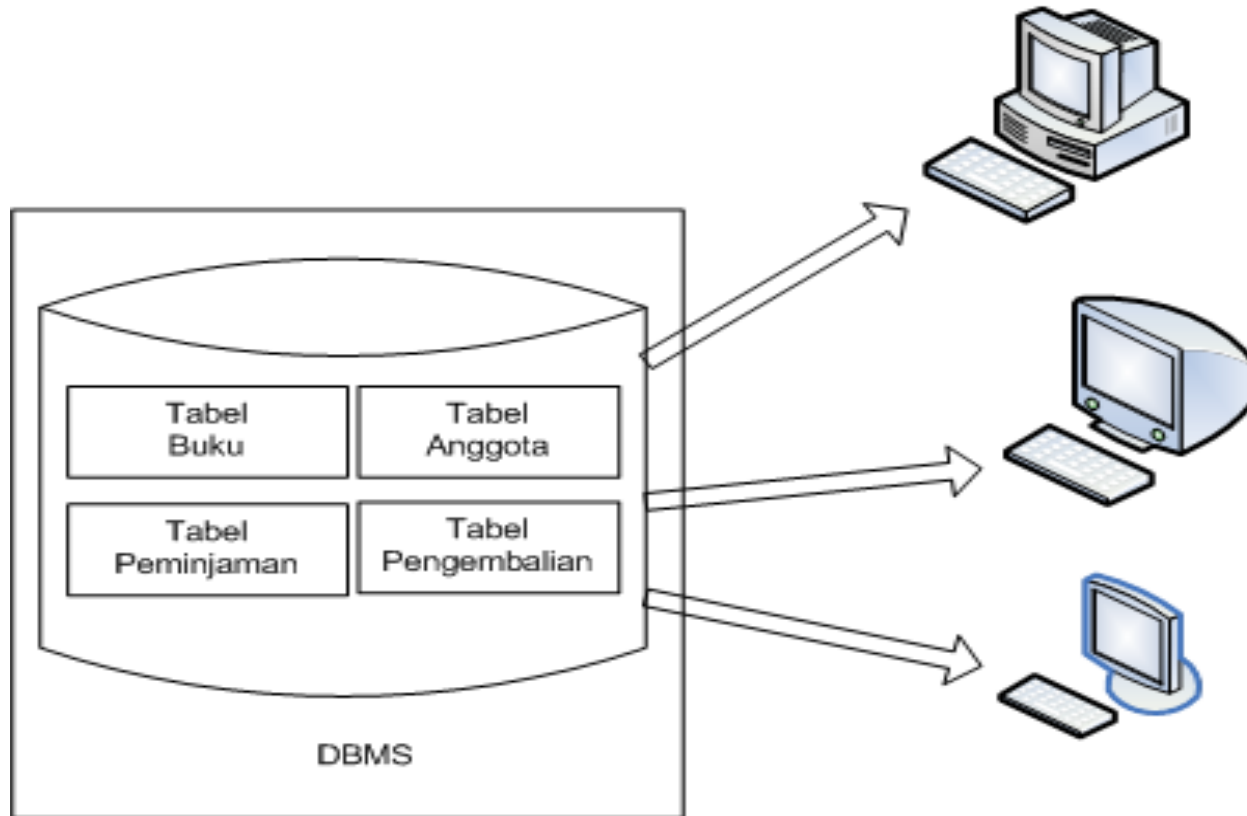 Tabel
Buku
Tabel
Anggota
Tabel
Peminjaman
Tabel
Pengembalian
DBMS